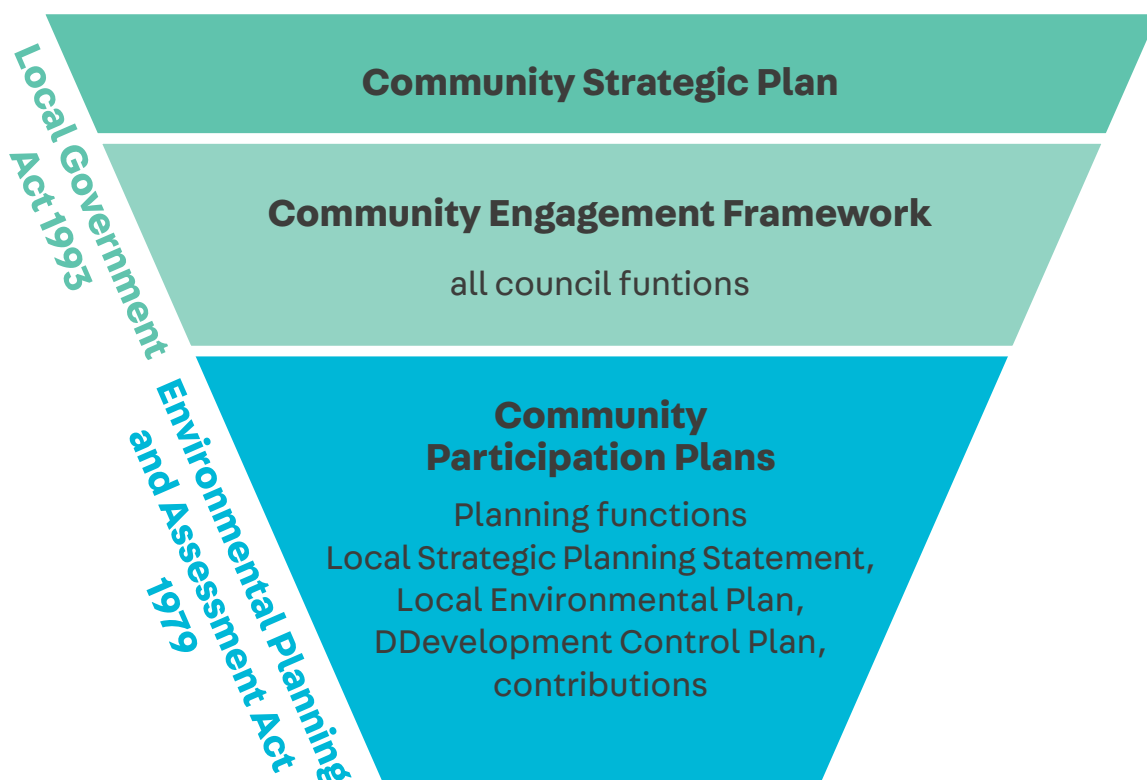 Community Strategic Plan
Local Government
Act 1993
Community Engagement Framework
all council funtions
Environmental Planning
and Assessment Act
1979
Community
Participation Plans
Planning functions
Local Strategic Planning Statement,
Local Environmental Plan,
DDevelopment Control Plan,
contributions